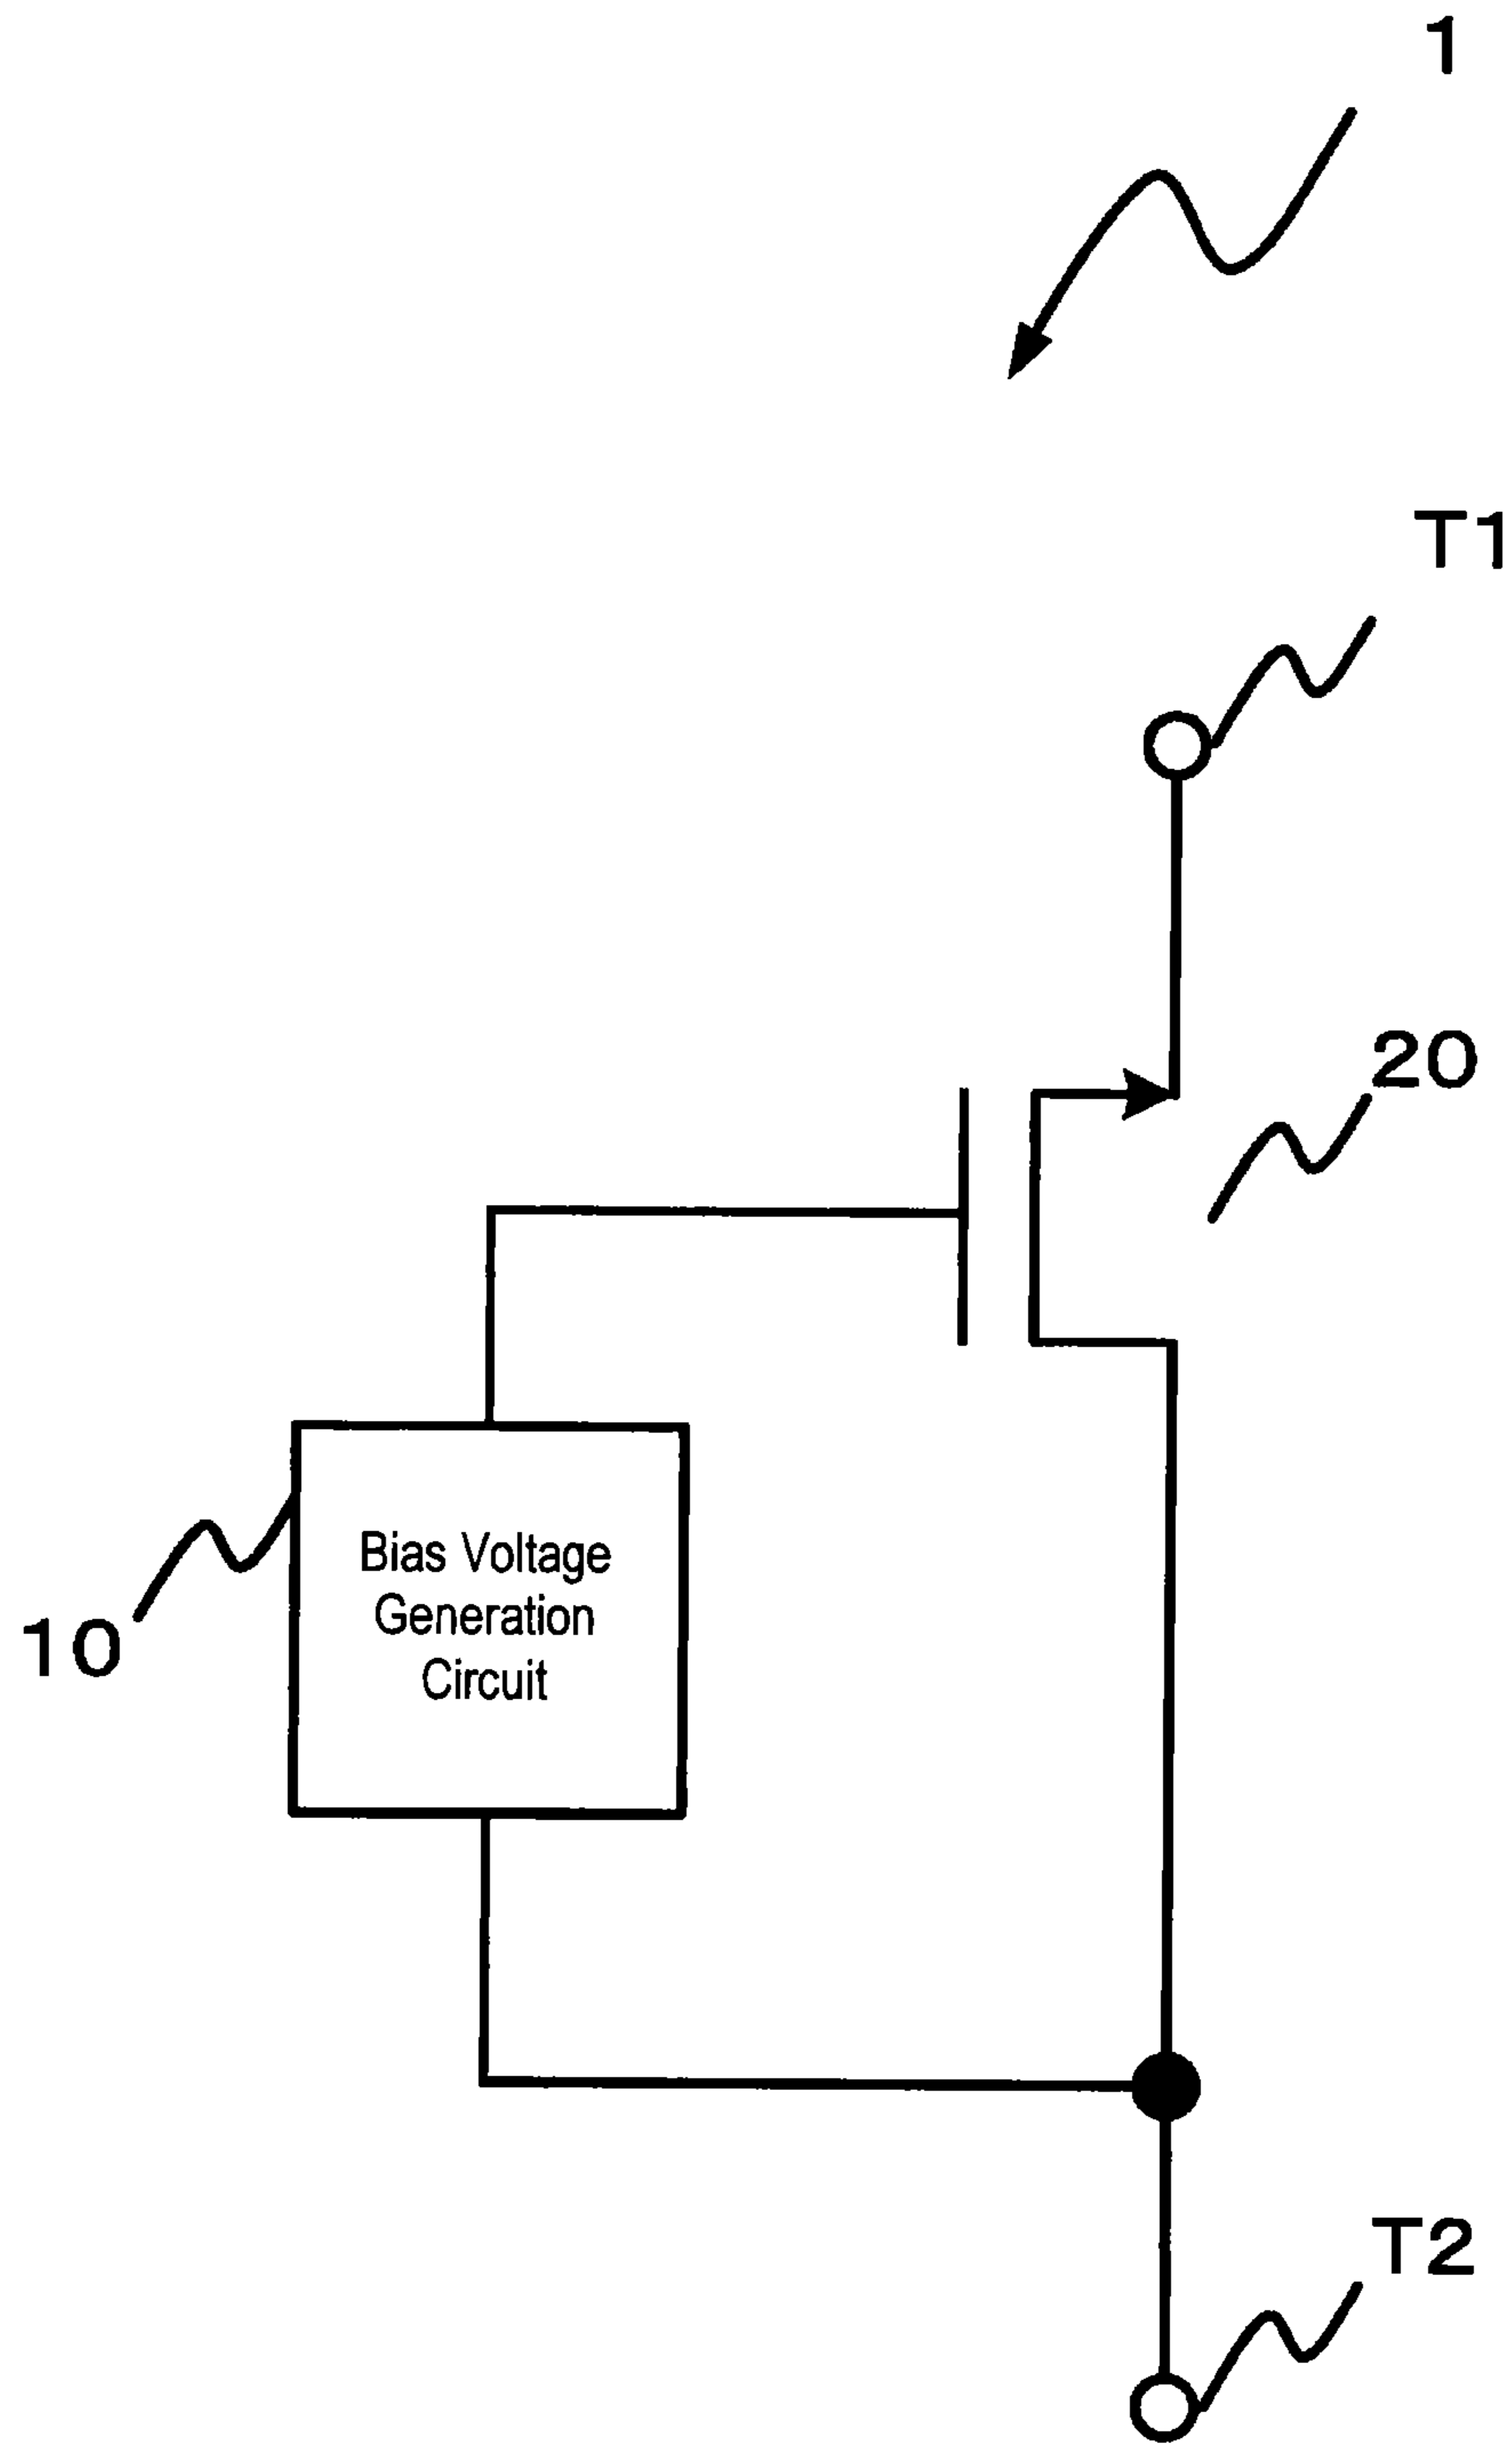 1
T1
20
Bias Voltage
Generation
Circuit
10
T2